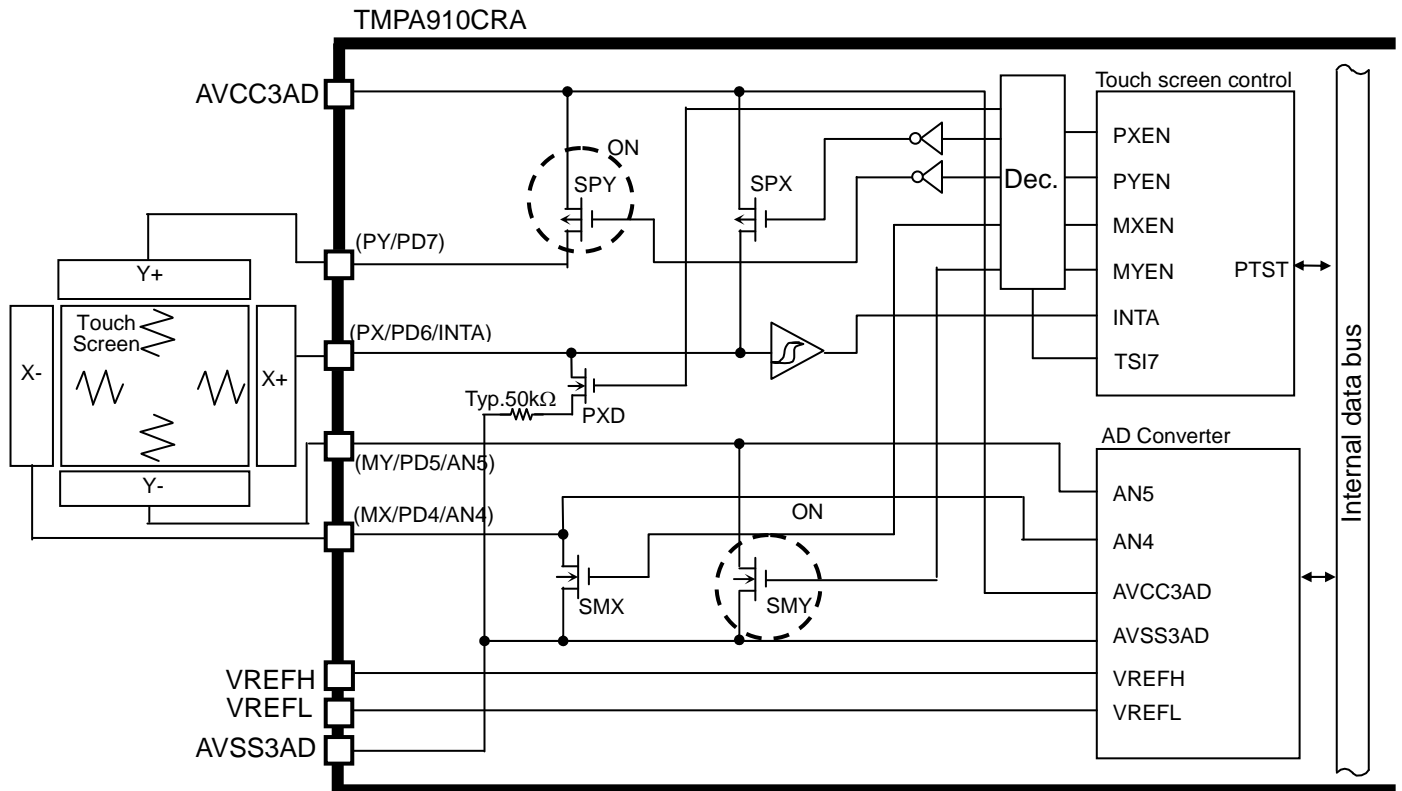 TMPA910CRA
AVCC3AD
Touch screen control
ON
PXEN
SPY
SPX
Dec.
PYEN
MXEN
(PY/PD7)
MYEN
PTST
Y+
(PX/PD6/INTA)
INTA
Touch
Screen
TSI7
X-
X+
Typ.50kΩ
PXD
Internal data bus
AD Converter
(MY/PD5/AN5)
Y-
AN5
(MX/PD4/AN4)
ON
AN4
SMX
SMY
AVCC3AD
AVSS3AD
VREFH
VREFH
VREFL
VREFL
AVSS3AD